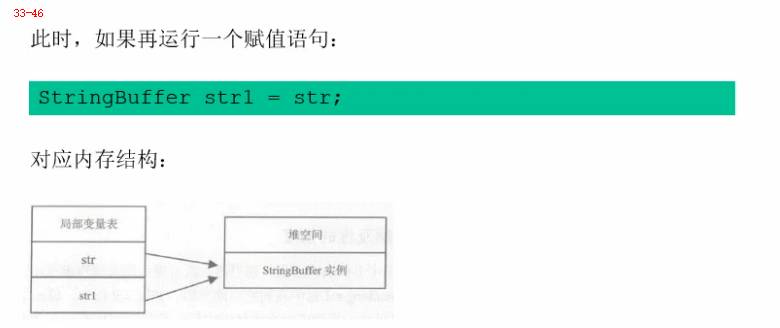 33-46
此时，如果再运行一个赋值语句：
StringBuffer str1 = str;
对应内存结构：
局部变量表
str
str1
堆空间
StringBuffer 实例